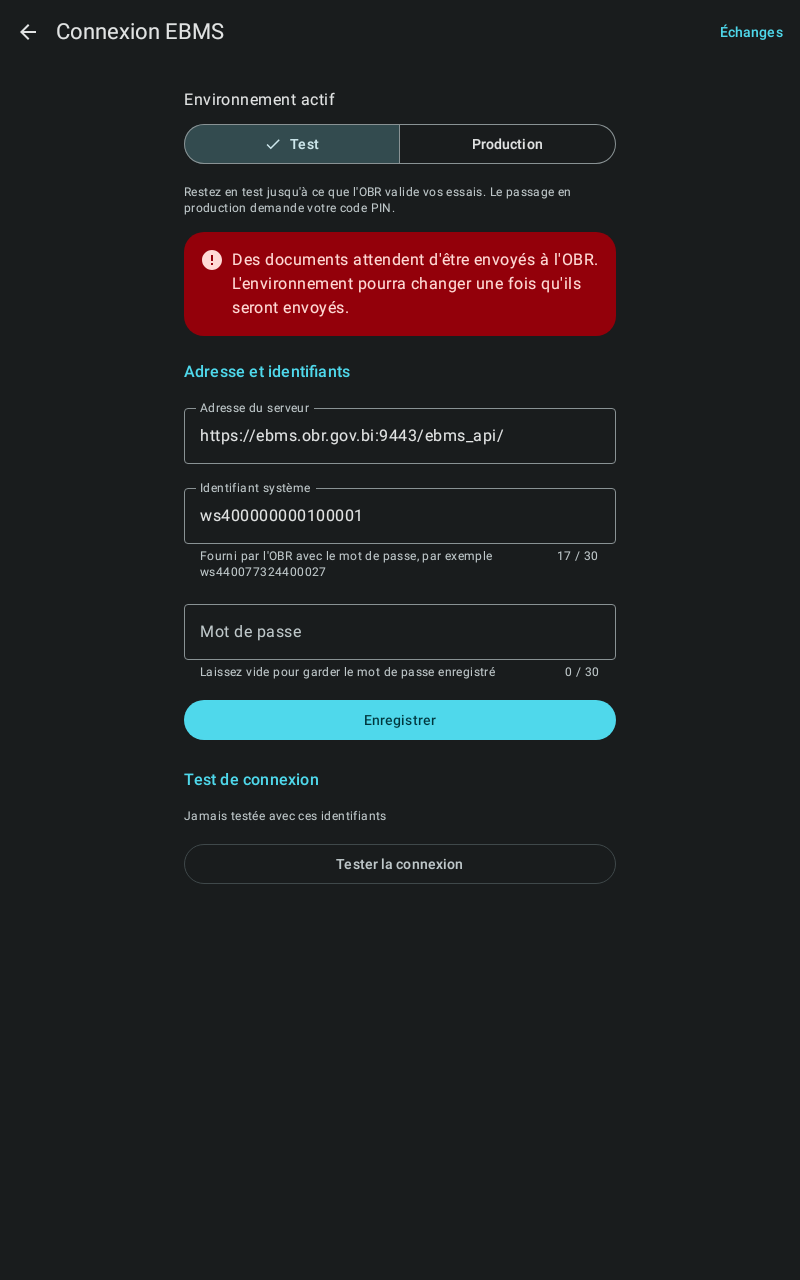 Connexion EBMS
Échanges
Environnement actif
Test
Production
Restez en test jusqu'à ce que l'OBR valide vos essais. Le passage en
production demande votre code PIN.
Des documents attendent d'être envoyés à l'OBR.
L'environnement pourra changer une fois qu'ils
seront envoyés.
Adresse et identifiants
Adresse du serveur
https://ebms.obr.gov.bi:9443/ebms_api/
Identifiant système
ws400000000100001
Fourni par l'OBR avec le mot de passe, par exemple
ws440077324400027
17 / 30
Mot de passe
Laissez vide pour garder le mot de passe enregistré
0 / 30
Enregistrer
Test de connexion
Jamais testée avec ces identifiants
Tester la connexion